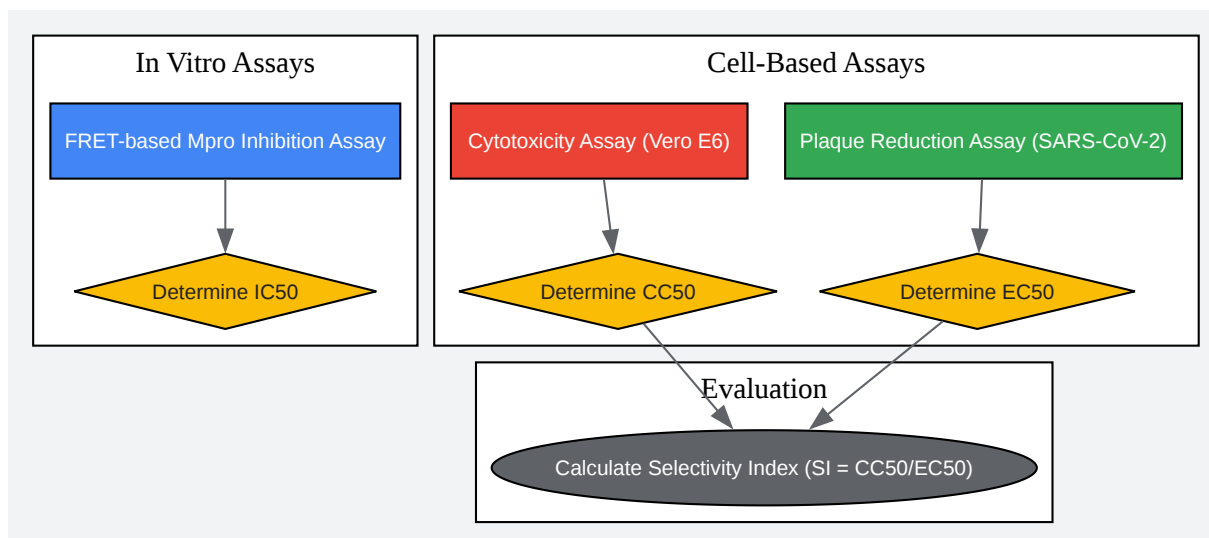 In Vitro Assays
FRET-based Mpro Inhibition Assay
Determine IC50
Cell-Based Assays
Cytotoxicity Assay (Vero E6)
Plaque Reduction Assay (SARS-CoV-2)
Determine CC50
Determine EC50
Evaluation
Calculate Selectivity Index (SI = CC50/EC50)